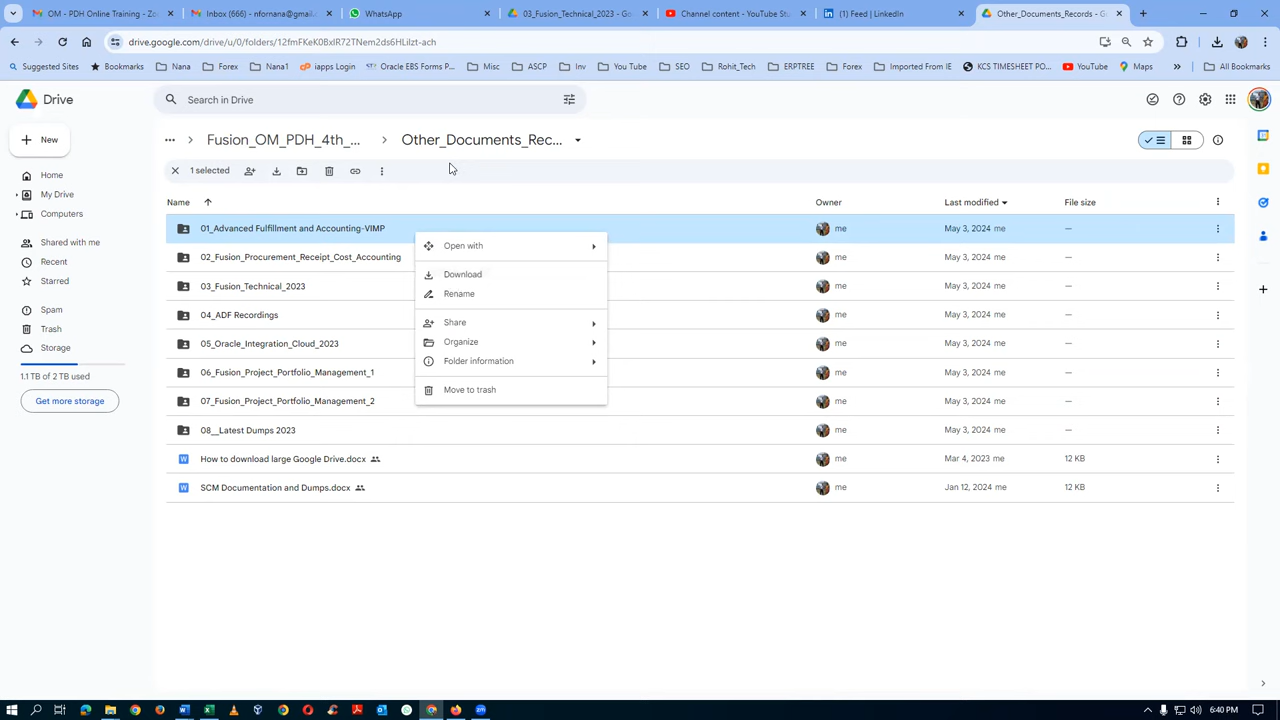 OM - PDH Online Training - Zo
Inbox (666) - nfornana@gmail.c
WhatsApp
03_Fusion_Technical_2023 - Go
Channel content - YouTube Stu
(1) Feed | LinkedIn
Other_Documents_Records - Go
drive.google.com/drive/u/0/folders/12fmFKeK0BxlR72TNem2ds6HLilzt-ach
Suggested Sites
Bookmarks
Nana
Forex
Nana1
iapps Login
Oracle EBS Forms P...
Misc
ASCP
Inv
You Tube
SEO
Rohit_Tech
ERPTREE
Forex
Imported From IE
KCS TIMESHEET PO...
YouTube
Maps
All Bookmarks
Drive
Search in Drive
New
Fusion_OM_PDH_4th_...
Other_Documents_Rec...
1 selected
Home
My Drive
Computers
Shared with me
Recent
Starred
Spam
Trash
Storage
1.1 TB of 2 TB used
Get more storage
Name Owner Last modified File size
01_Advanced Fulfillment and Accounting-VIMP me May 3, 2024 me —
02_Fusion_Procurement_Receipt_Cost_Accounting me May 3, 2024 me —
03_Fusion_Technical_2023 me May 3, 2024 me —
04_ADF Recordings me May 3, 2024 me —
05_Oracle_Integration_Cloud_2023 me May 3, 2024 me —
06_Fusion_Project_Portfolio_Management_1 me May 3, 2024 me —
07_Fusion_Project_Portfolio_Management_2 me May 3, 2024 me —
08__Latest Dumps 2023 me May 3, 2024 me —
How to download large Google Drive.docx me Mar 4, 2023 me 12 KB
SCM Documentation and Dumps.docx me Jan 12, 2024 me 12 KB
Open with
Download
Rename
Share
Organize
Folder information
Move to trash
6:40 PM